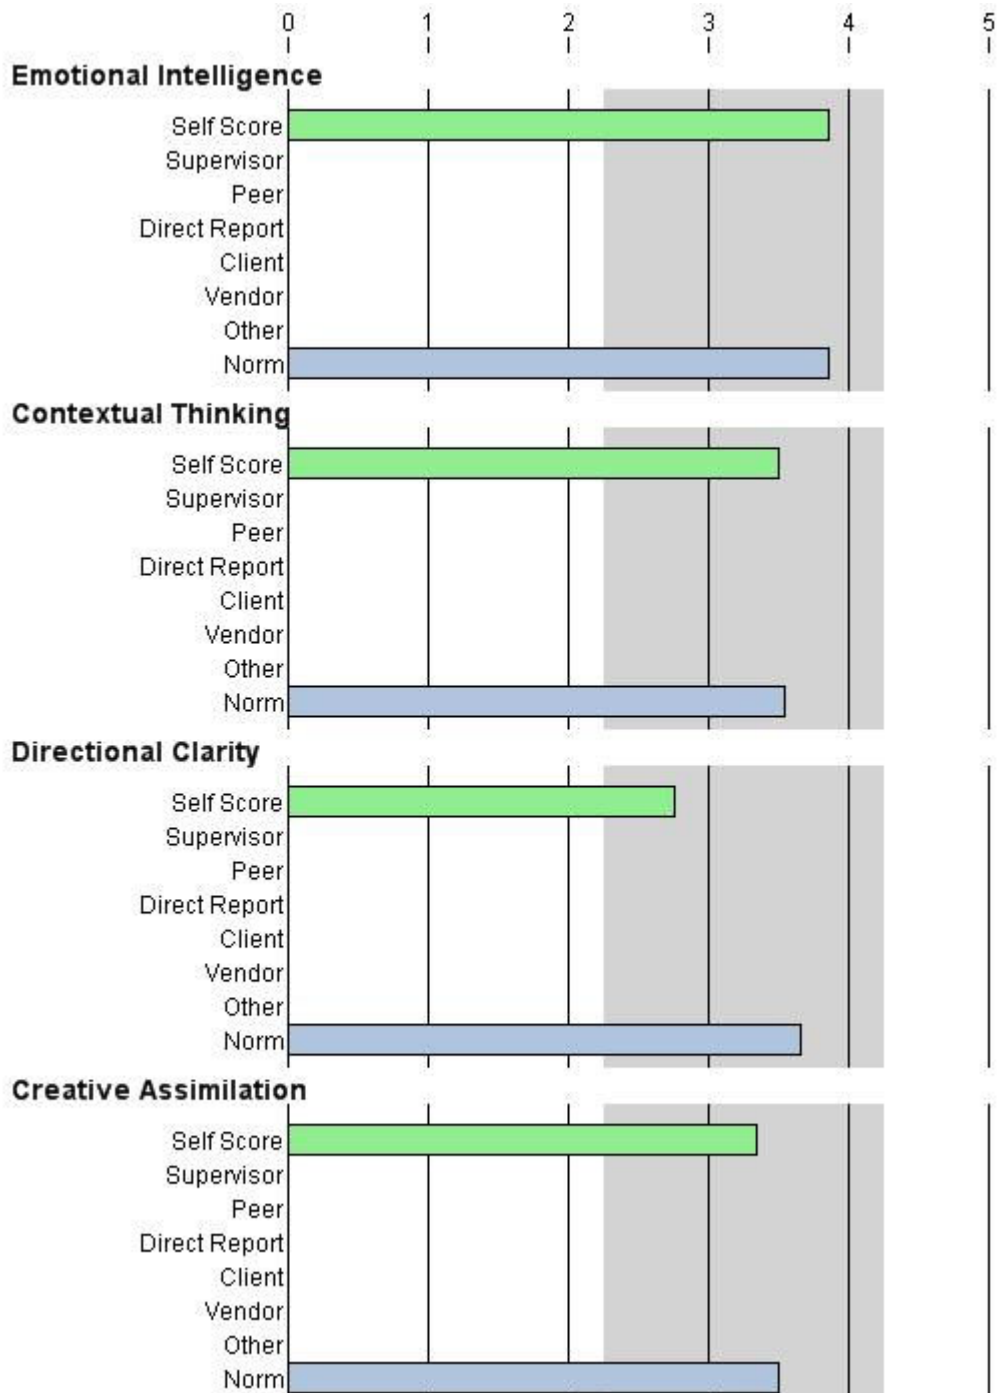 0 1 2 3 4 5
Emotional Intelligence
Self Score
Supervisor
Peer
Direct Report
Client
Vendor
Other
Norm
Contextual Thinking
Self Score
Supervisor
Peer
Direct Report
Client
Vendor
Other
Norm
Directional Clarity
Self Score
Supervisor
Peer
Direct Report
Client
Vendor
Other
Norm
Creative Assimilation
Self Score
Supervisor
Peer
Direct Report
Client
Vendor
Other
Norm